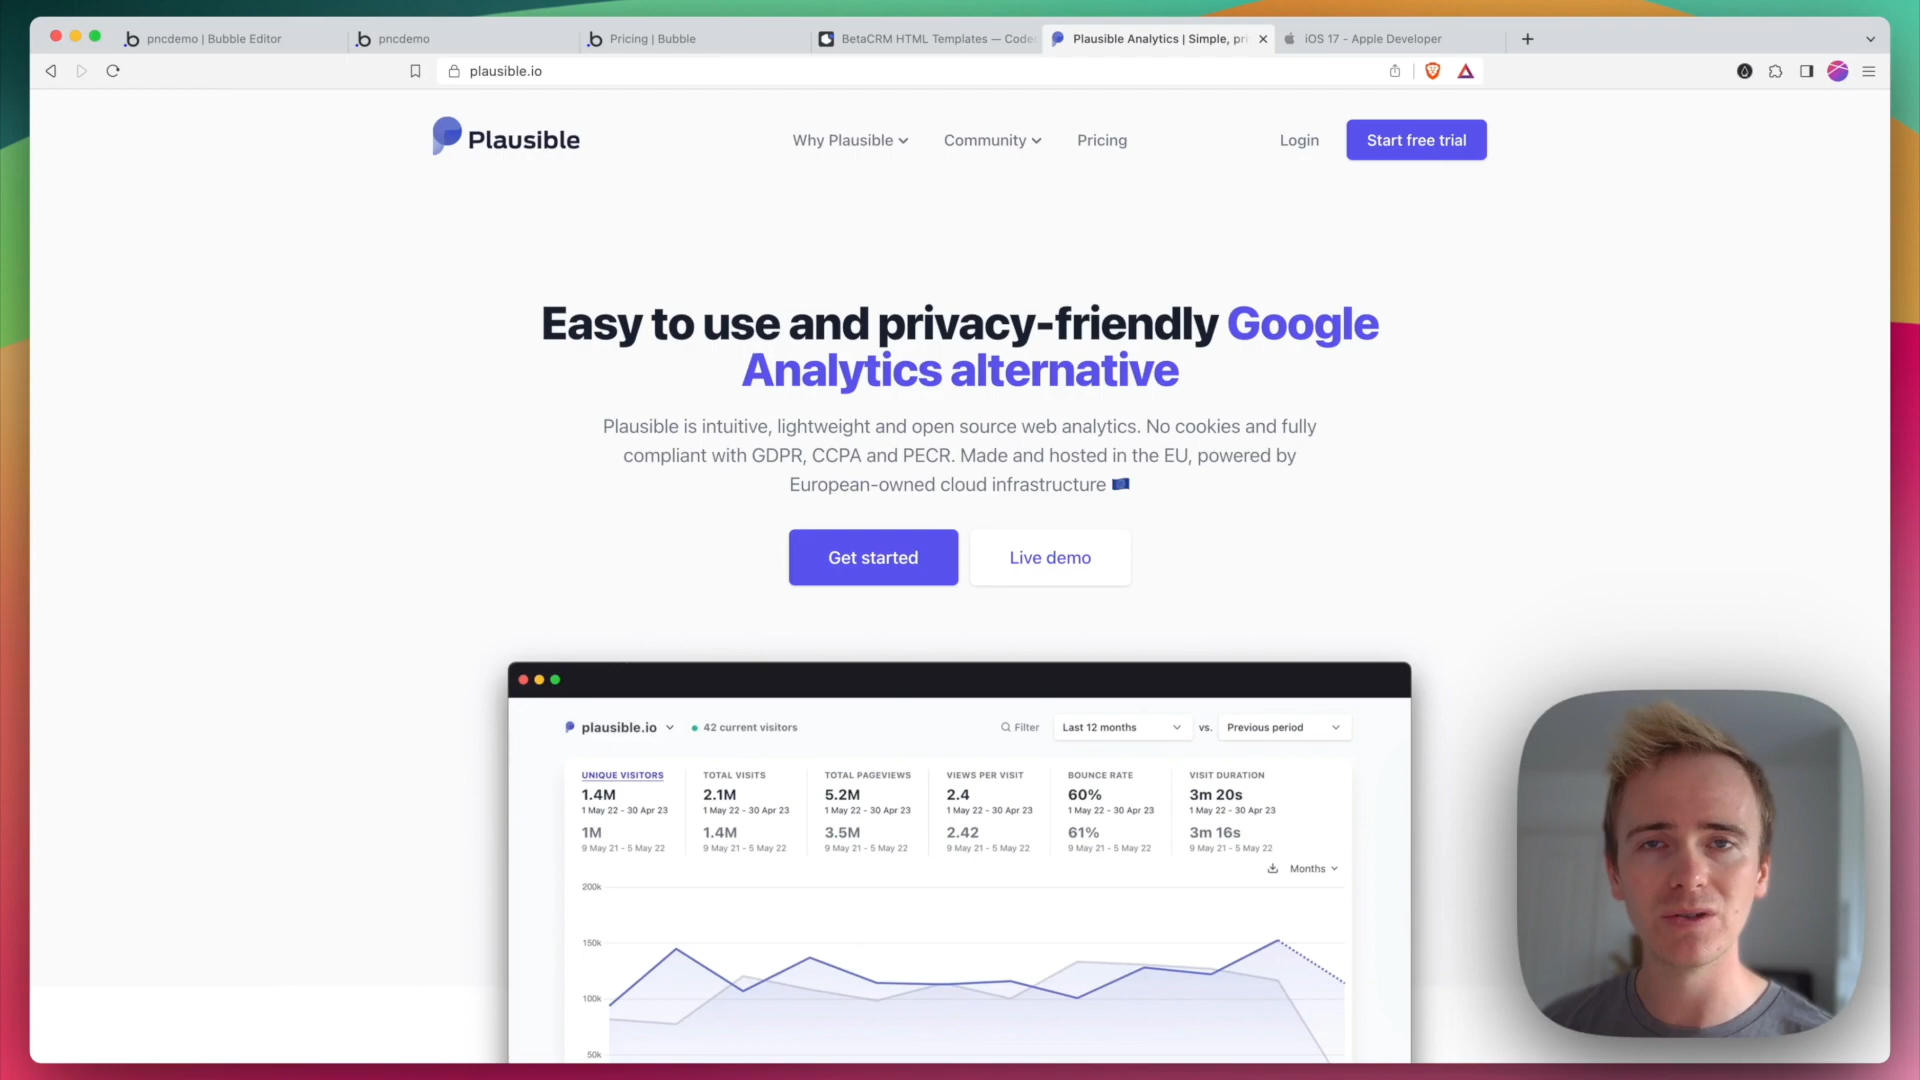 pncdemo | Bubble Editor
pncdemo
Pricing | Bubble
BetaCRM HTML Templates — Code
Plausible Analytics | Simple, pri
iOS 17 - Apple Developer
plausible.io
Plausible
Why Plausible
Community
Pricing
Login
Start free trial
Easy to use and privacy-friendly Google
Analytics alternative
Plausible is intuitive, lightweight and open source web analytics. No cookies and fully
compliant with GDPR, CCPA and PECR. Made and hosted in the EU, powered by
European-owned cloud infrastructure
Get started
Live demo
plausible.io
42 current visitors
Filter
Last 12 months
vs.
Previous period
UNIQUE VISITORS
1.4M
1 May 22 - 30 Apr 23
1M
9 May 21 - 5 May 22
TOTAL VISITS
2.1M
1 May 22 - 30 Apr 23
1.4M
9 May 21 - 5 May 22
TOTAL PAGEVIEWS
5.2M
1 May 22 - 30 Apr 23
3.5M
9 May 21 - 5 May 22
VIEWS PER VISIT
2.4
1 May 22 - 30 Apr 23
2.42
9 May 21 - 5 May 22
BOUNCE RATE
60%
1 May 22 - 30 Apr 23
61%
9 May 21 - 5 May 22
VISIT DURATION
3m 20s
1 May 22 - 30 Apr 23
3m 16s
9 May 21 - 5 May 22
Months
200k
150k
100k
50k